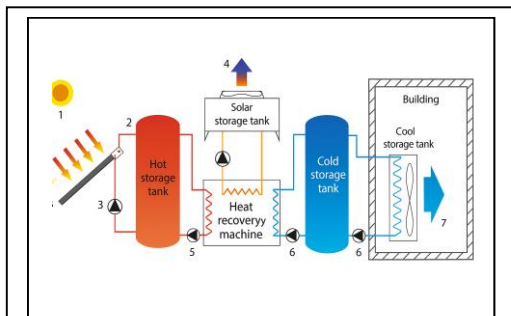 4
Solar
storage tank
Building
1
2
Cool
storage tank
Hot
storage
tank
Cold
storage
tank
3
Heat
recoveryy
machine
7
5
6
6